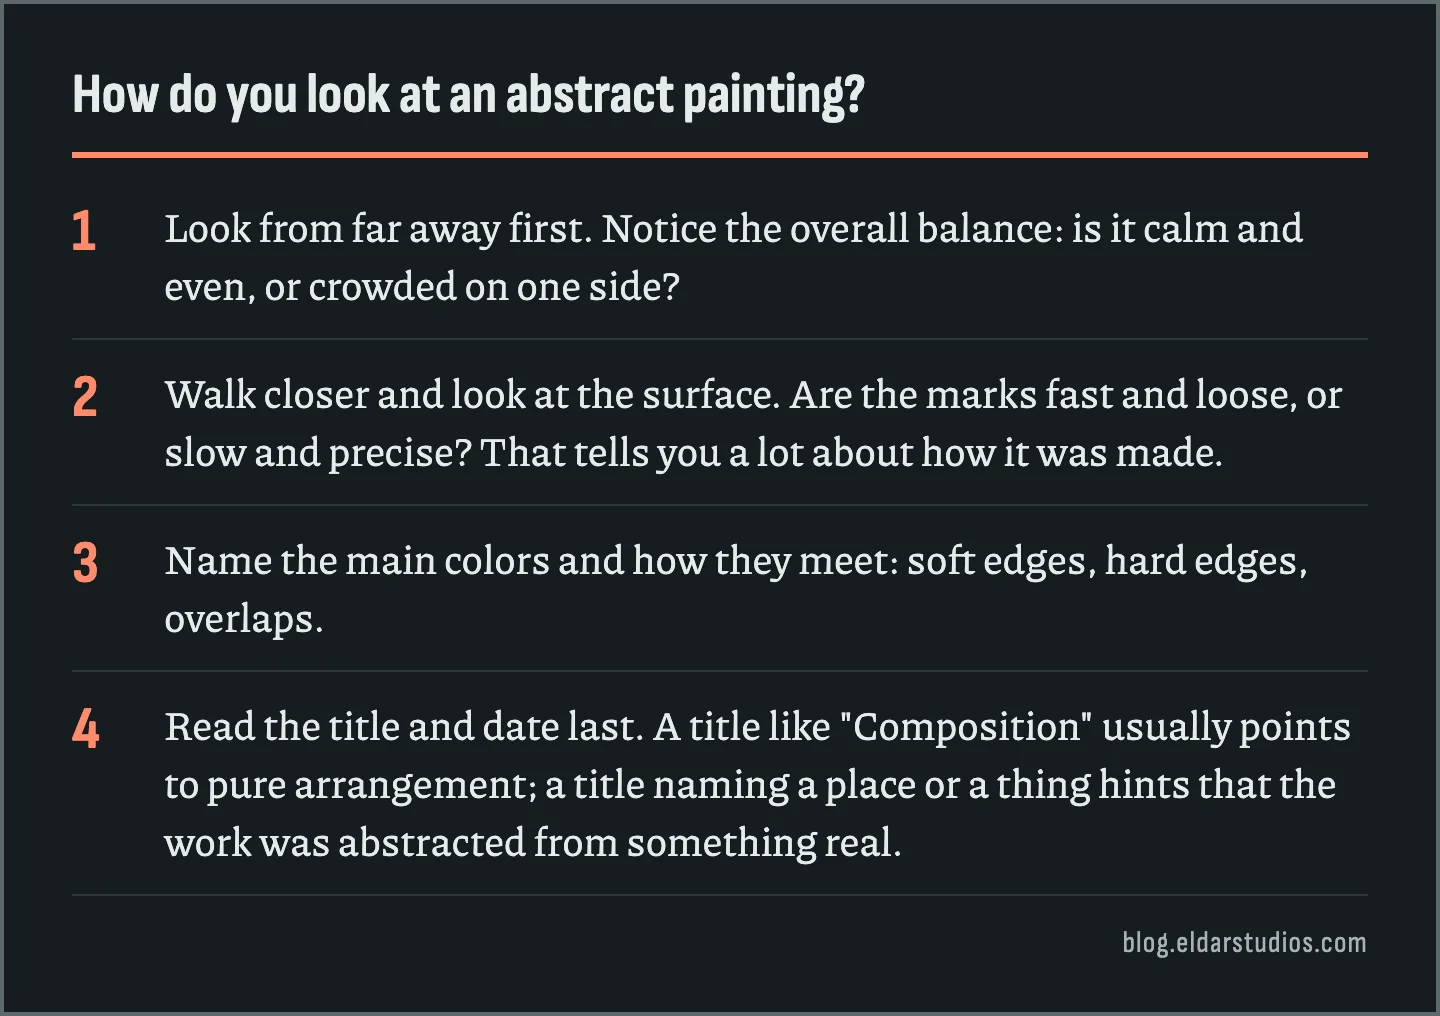 How do you look at an abstract painting?
1 Look from far away first. Notice the overall balance: is it calm and
even, or crowded on one side?
2 Walk closer and look at the surface. Are the marks fast and loose, or
slow and precise? That tells you a lot about how it was made.
3 Name the main colors and how they meet: soft edges, hard edges,
overlaps.
4 Read the title and date last. A title like "Composition" usually points
to pure arrangement; a title naming a place or a thing hints that the
work was abstracted from something real.
blog.eldarstudios.com